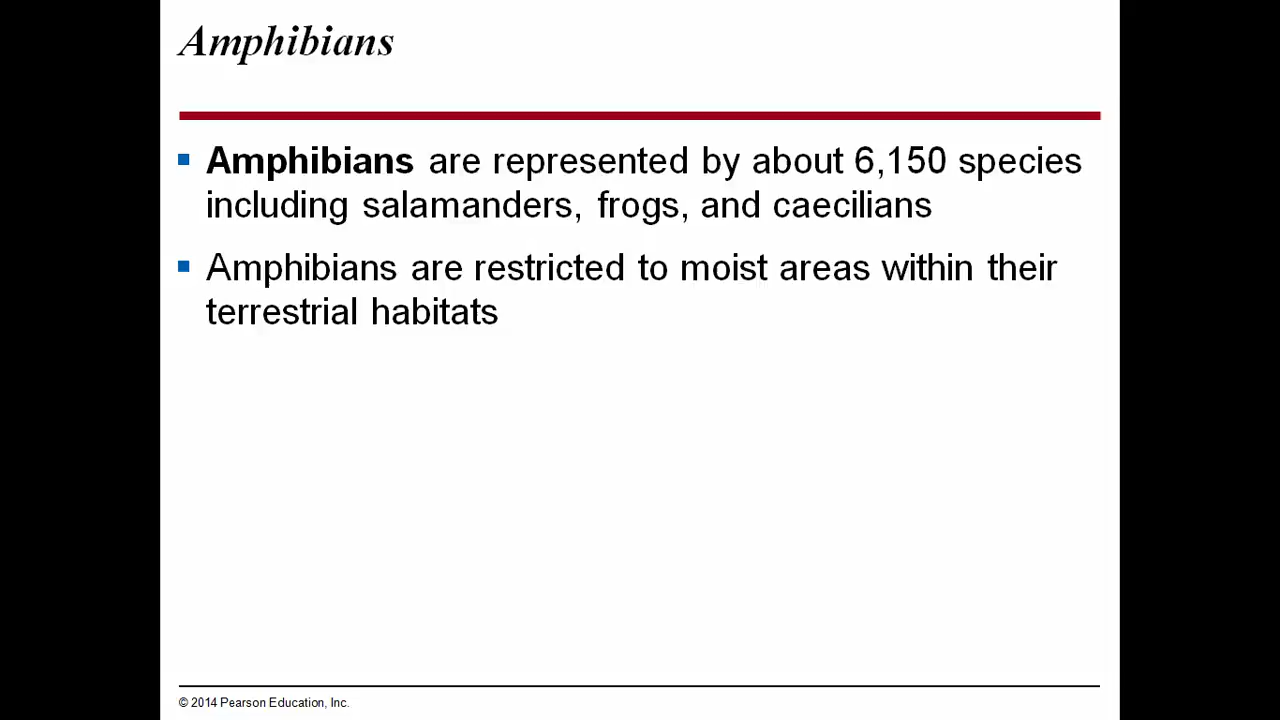 Amphibians
Amphibians are represented by about 6,150 species
including salamanders, frogs, and caecilians
Amphibians are restricted to moist areas within their
terrestrial habitats
© 2014 Pearson Education, Inc.